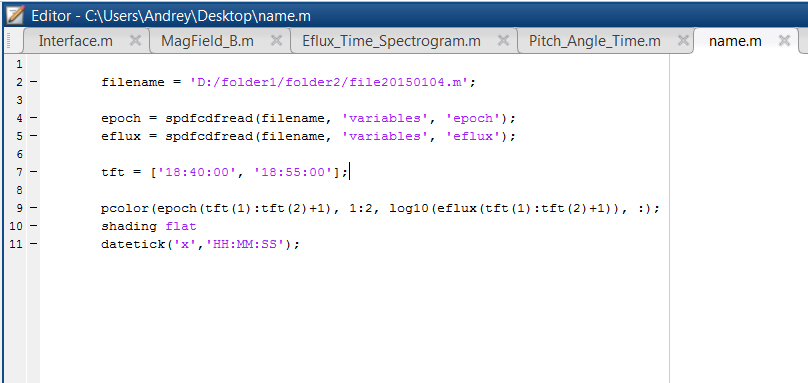 Editor - C:\Users\Andrey\Desktop\name.m
Interface.m MagField_B.m Eflux_Time_Spectrogram.m Pitch_Angle_Time.m name.m
1
2 – filename = 'D:/folder1/folder2/file20150104.m';
3
4 – epoch = spdfcdfread(filename, 'variables', 'epoch');
5 – eflux = spdfcdfread(filename, 'variables', 'eflux');
6
7 – tft = ['18:40:00', '18:55:00'];
8
9 – pcolor(epoch(tft(1):tft(2)+1), 1:2, log10(eflux(tft(1):tft(2)+1)), :);
10 – shading flat
11 – datetick('x','HH:MM:SS');